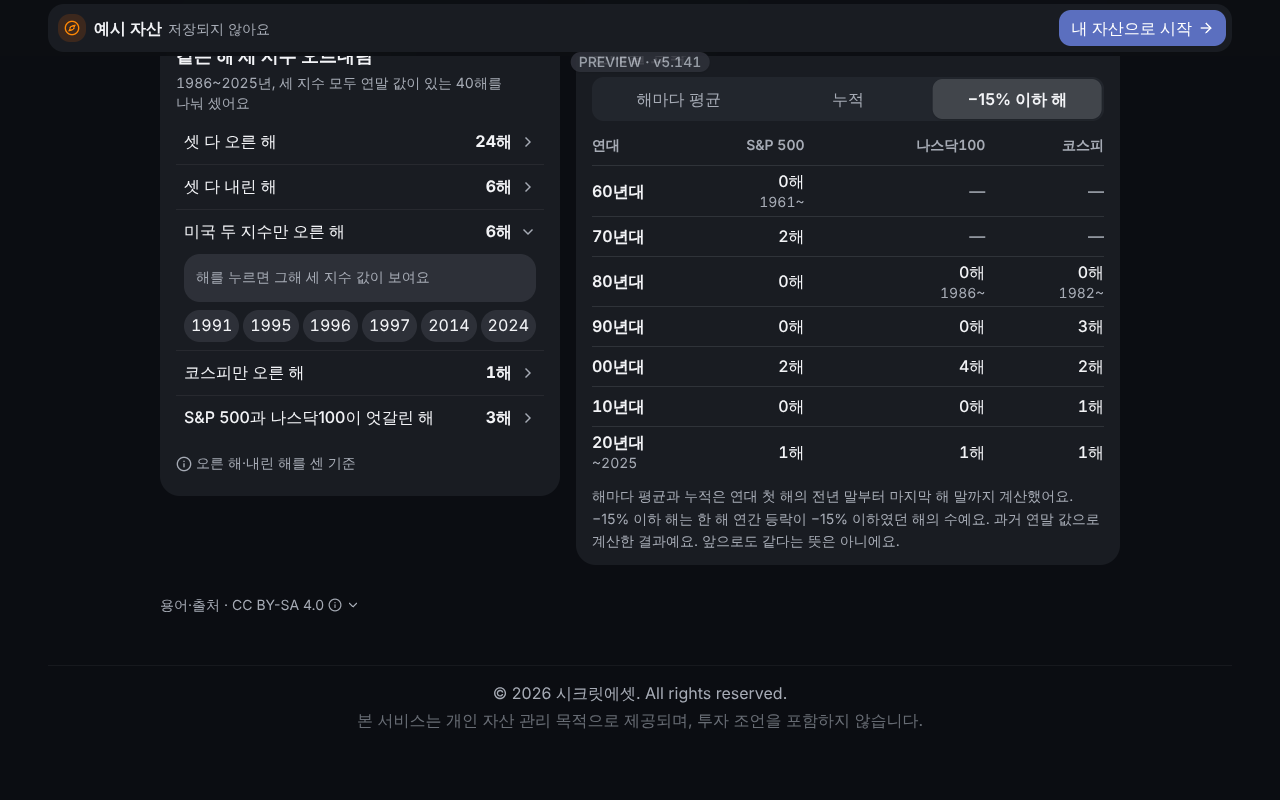 예시 자산 저장되지 않아요
내 자산으로 시작 →
같은 해 세 지수 오르내림
1986~2025년, 세 지수 모두 연말 값이 있는 40해를
나눠 셌어요
셋 다 오른 해 24해
셋 다 내린 해 6해
미국 두 지수만 오른 해 6해
해를 누르면 그해 세 지수 값이 보여요
1991 1995 1996 1997 2014 2024
코스피만 오른 해 1해
S&P 500과 나스닥100이 엇갈린 해 3해
오른 해·내린 해를 센 기준
PREVIEW · v5.141
해마다 평균 누적 −15% 이하 해
연대 S&P 500 나스닥100 코스피
60년대 0해 — —
1961~
70년대 2해 — —
80년대 0해 0해 0해
1986~ 1982~
90년대 0해 0해 3해
00년대 2해 4해 2해
10년대 0해 0해 1해
20년대 1해 1해 1해
~2025
해마다 평균과 누적은 연대 첫 해의 전년 말부터 마지막 해 말까지 계산했어요.
−15% 이하 해는 한 해 연간 등락이 −15% 이하였던 해의 수예요. 과거 연말 값으로
계산한 결과예요. 앞으로도 같다는 뜻은 아니에요.
용어·출처 · CC BY-SA 4.0
© 2026 시크릿에셋. All rights reserved.
본 서비스는 개인 자산 관리 목적으로 제공되며, 투자 조언을 포함하지 않습니다.